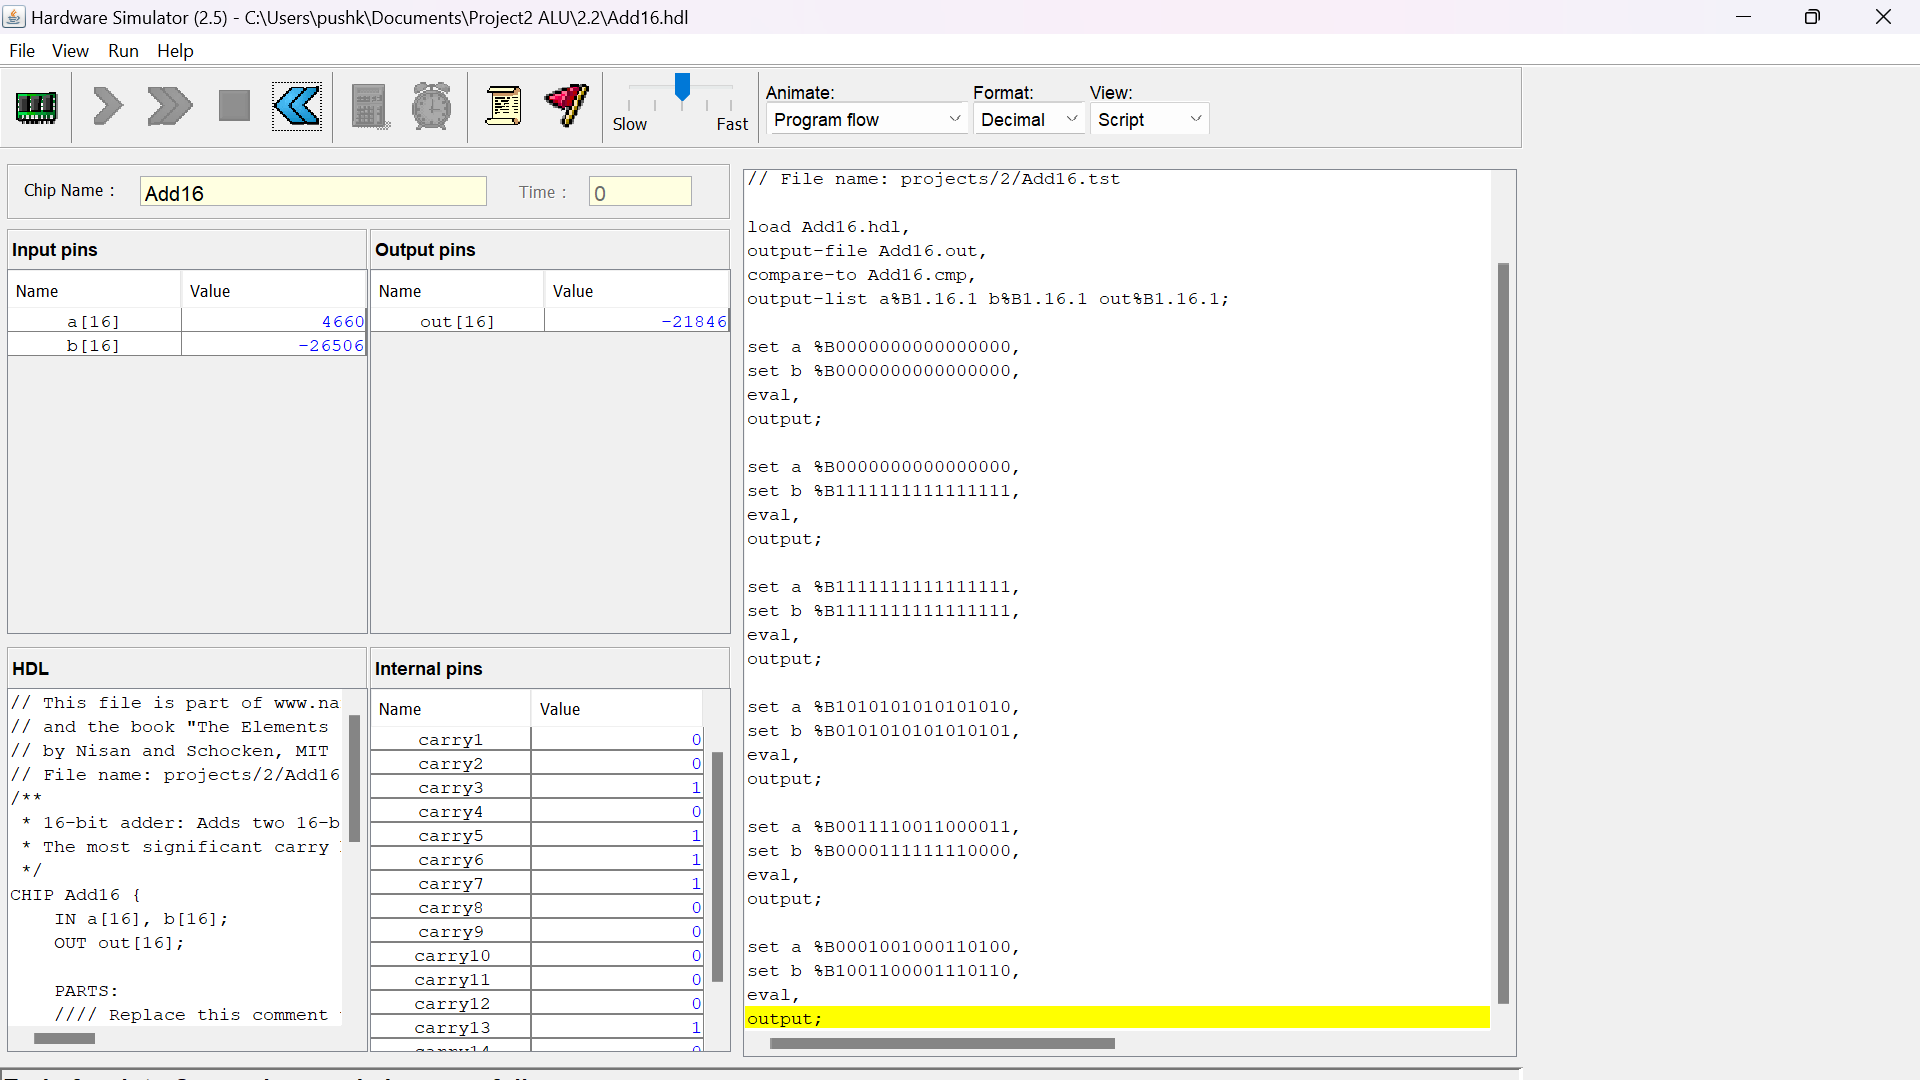 Hardware Simulator (2.5) - C:\Users\pushk\Documents\Project2 ALU\2.2\Add16.hdl
File View Run Help
Slow Fast
Animate: Format: View:
Program flow Decimal Script
Chip Name : Add16 Time : 0
Input pins
Name Value
a[16] 4660
b[16] -26506
Output pins
Name Value
out[16] -21846
HDL
// This file is part of www.na
// and the book "The Elements
// by Nisan and Schocken, MIT
// File name: projects/2/Add16
/**
* 16-bit adder: Adds two 16-b
* The most significant carry
*/
CHIP Add16 {
IN a[16], b[16];
OUT out[16];
PARTS:
//// Replace this comment
Internal pins
Name Value
carry1 0
carry2 0
carry3 1
carry4 0
carry5 1
carry6 1
carry7 1
carry8 0
carry9 0
carry10 0
carry11 0
carry12 0
carry13 1
carry14 0
// File name: projects/2/Add16.tst
load Add16.hdl,
output-file Add16.out,
compare-to Add16.cmp,
output-list a%B1.16.1 b%B1.16.1 out%B1.16.1;
set a %B0000000000000000,
set b %B0000000000000000,
eval,
output;
set a %B0000000000000000,
set b %B1111111111111111,
eval,
output;
set a %B1111111111111111,
set b %B1111111111111111,
eval,
output;
set a %B1010101010101010,
set b %B0101010101010101,
eval,
output;
set a %B0011110011000011,
set b %B0000111111110000,
eval,
output;
set a %B0001001000110100,
set b %B1001100001110110,
eval,
output;